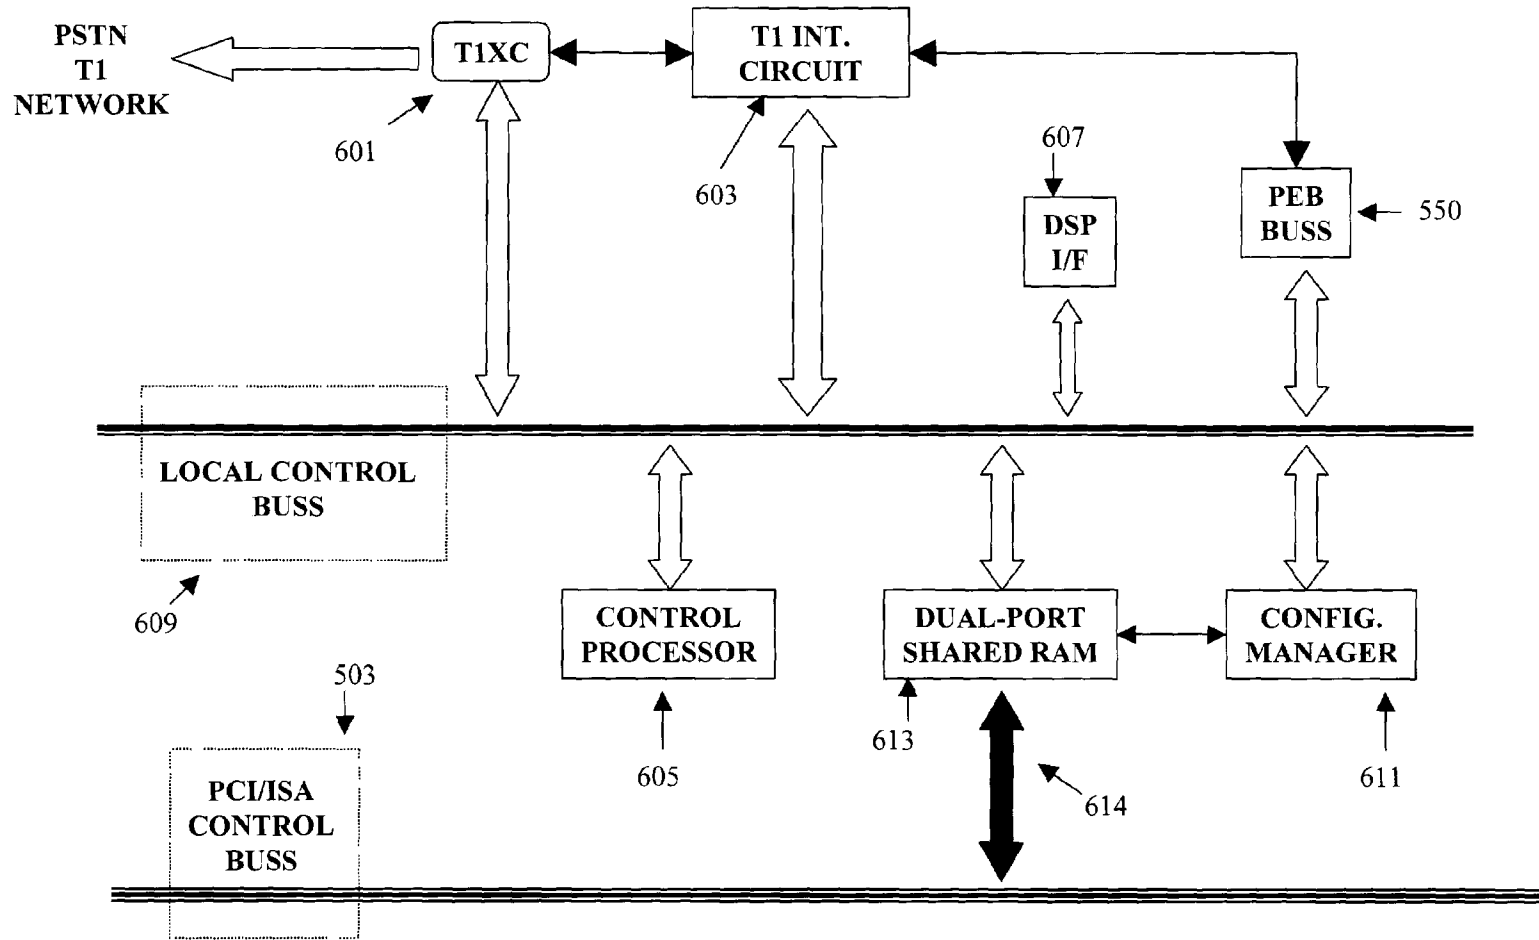 PSTN
T1
NETWORK
T1XC
T1 INT.
CIRCUIT
601
603
607
DSP
I/F
PEB
BUSS
550
LOCAL CONTROL
BUSS
609
CONTROL
PROCESSOR
605
DUAL-PORT
SHARED RAM
613
614
CONFIG.
MANAGER
611
503
PCI/ISA
CONTROL
BUSS